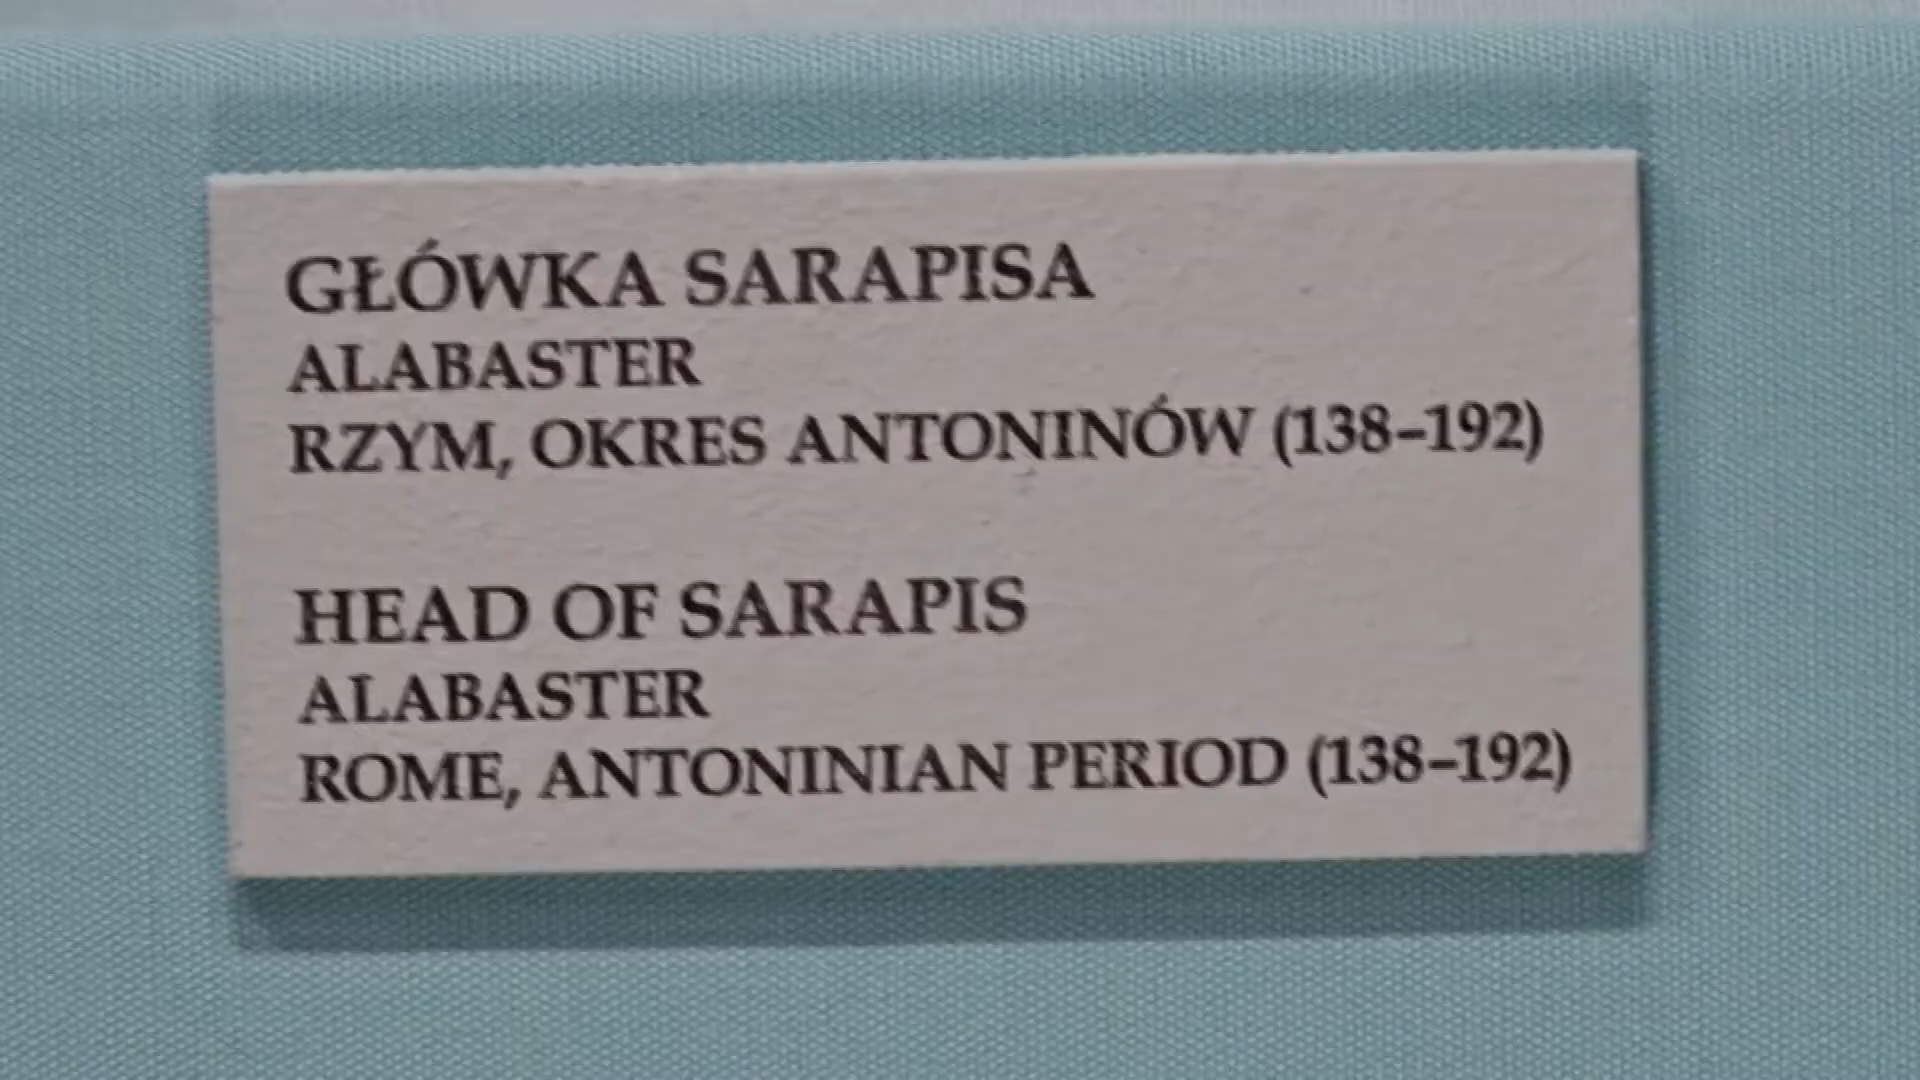 GŁÓWKA SARAPISA
ALABASTER
RZYM, OKRES ANTONINÓW (138–192)
HEAD OF SARAPIS
ALABASTER
ROME, ANTONINIAN PERIOD (138–192)